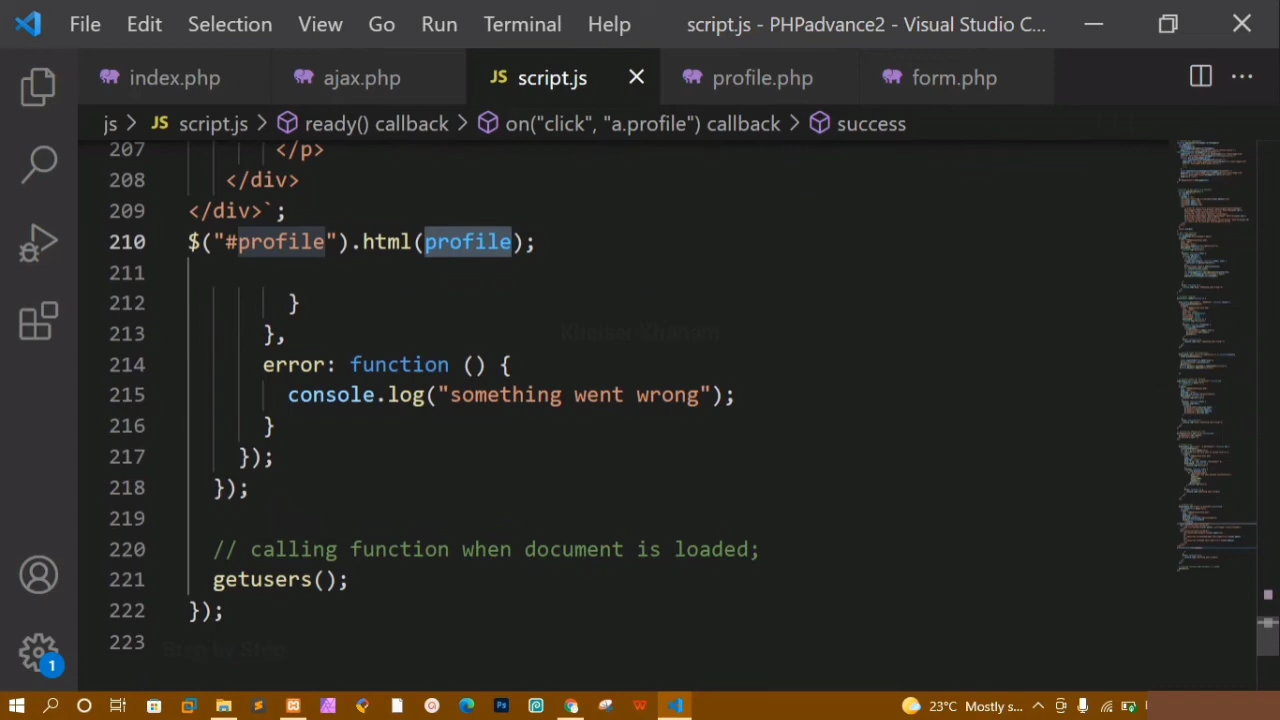 File Edit Selection View Go Run Terminal Help script.js - PHPadvance2 - Visual Studio C...
index.php ajax.php JS script.js profile.php form.php
js > JS script.js > ready() callback > on("click", "a.profile") callback > success
207 </p>
208 </div>
209 </div>`;
210 $("#profile").html(profile);
211
212 }
213 },
214 error: function () {
215 console.log("something went wrong");
216 }
217 });
218 });
219
220 // calling function when document is loaded;
221 getusers();
222 });
223
1
23°C Mostly s...